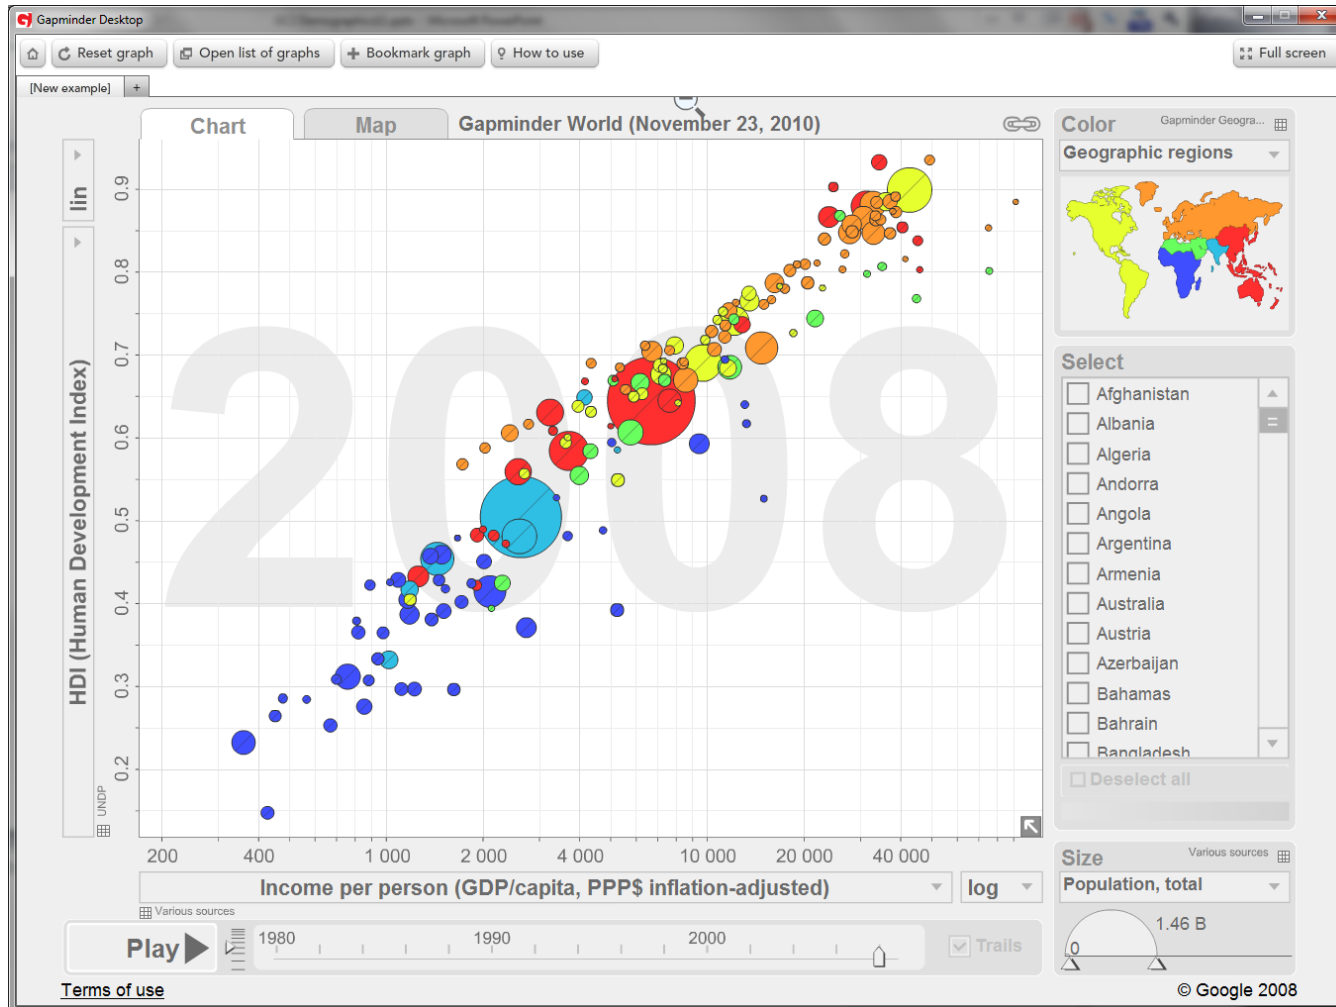 Gapminder Desktop
Reset graph
Open list of graphs
Bookmark graph
How to use
Full screen
[New example]
+
Chart
Map
Gapminder World (November 23, 2010)
Color
Gapminder Geogra...
Geographic regions
lin
HDI (Human Development Index)
UNDP
0.9
0.8
0.7
0.6
0.5
0.4
0.3
0.2
2008
Select
Afghanistan
Albania
Algeria
Andorra
Angola
Argentina
Armenia
Australia
Austria
Azerbaijan
Bahamas
Bahrain
Bangladesh
Deselect all
200
400
1 000
2 000
4 000
10 000
20 000
40 000
Income per person (GDP/capita, PPP$ inflation-adjusted)
log
Various sources
Size
Various sources
Population, total
1.46 B
0
Play
1980
1990
2000
Trails
Terms of use
© Google 2008